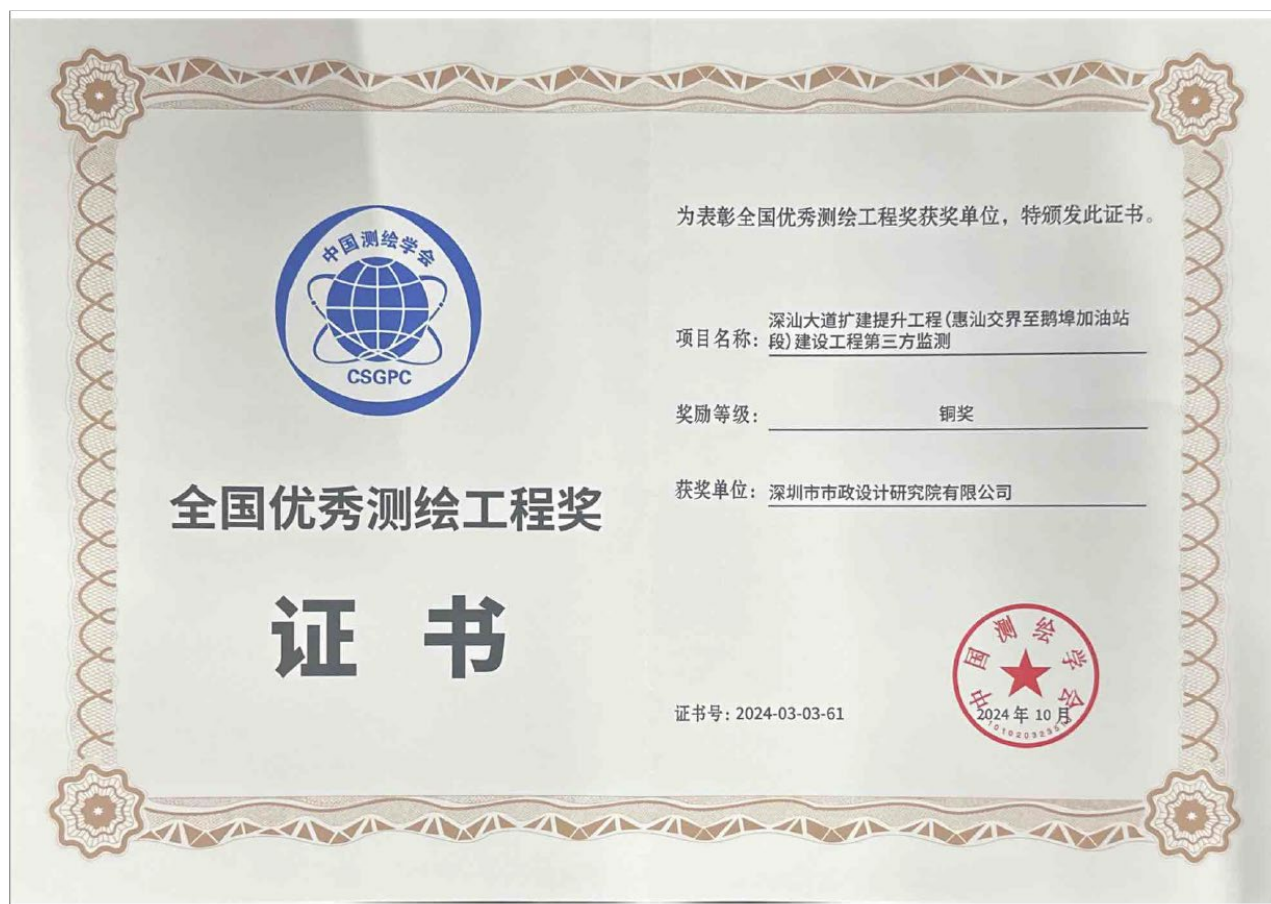 中国测绘学会
CSGPC
全国优秀测绘工程奖
证书
为表彰全国优秀测绘工程奖获奖单位，特颁发此证书。
项目名称：深汕大道扩建提升工程（惠汕交界至鹅埠加油站
段）建设工程第三方监测
奖励等级：铜奖
获奖单位：深圳市市政设计研究院有限公司
证书号：2024-03-03-61
中国测绘学会
2024年10月